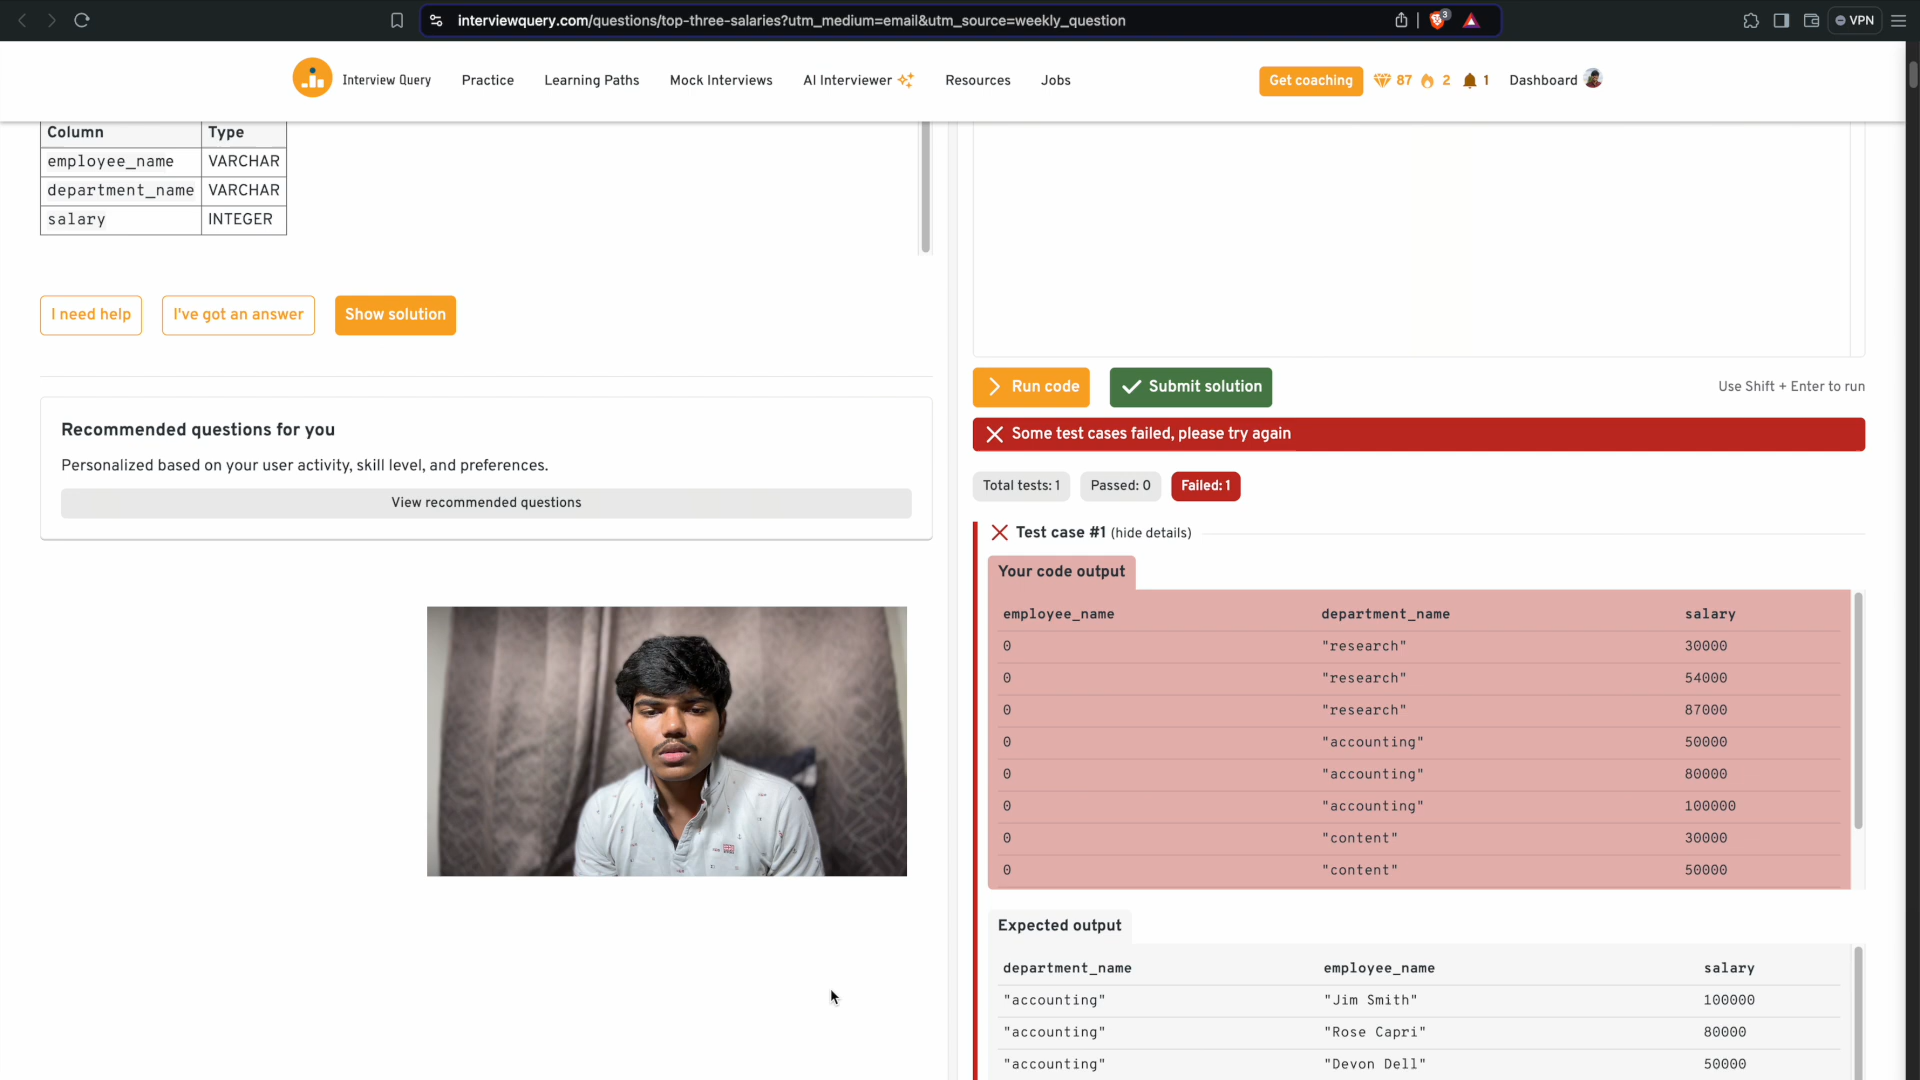 interviewquery.com/questions/top-three-salaries?utm_medium=email&utm_source=weekly_question
3
VPN
Interview Query
Practice
Learning Paths
Mock Interviews
AI Interviewer
Resources
Jobs
Get coaching
87
2
1
Dashboard
Column Type
employee_name VARCHAR
department_name VARCHAR
salary INTEGER
I need help
I've got an answer
Show solution
Recommended questions for you
Personalized based on your user activity, skill level, and preferences.
View recommended questions
Run code
Submit solution
Use Shift + Enter to run
Some test cases failed, please try again
Total tests: 1
Passed: 0
Failed: 1
Test case #1 (hide details)
Your code output
employee_name department_name salary
0 "research" 30000
0 "research" 54000
0 "research" 87000
0 "accounting" 50000
0 "accounting" 80000
0 "accounting" 100000
0 "content" 30000
0 "content" 50000
Expected output
department_name employee_name salary
"accounting" "Jim Smith" 100000
"accounting" "Rose Capri" 80000
"accounting" "Devon Dell" 50000